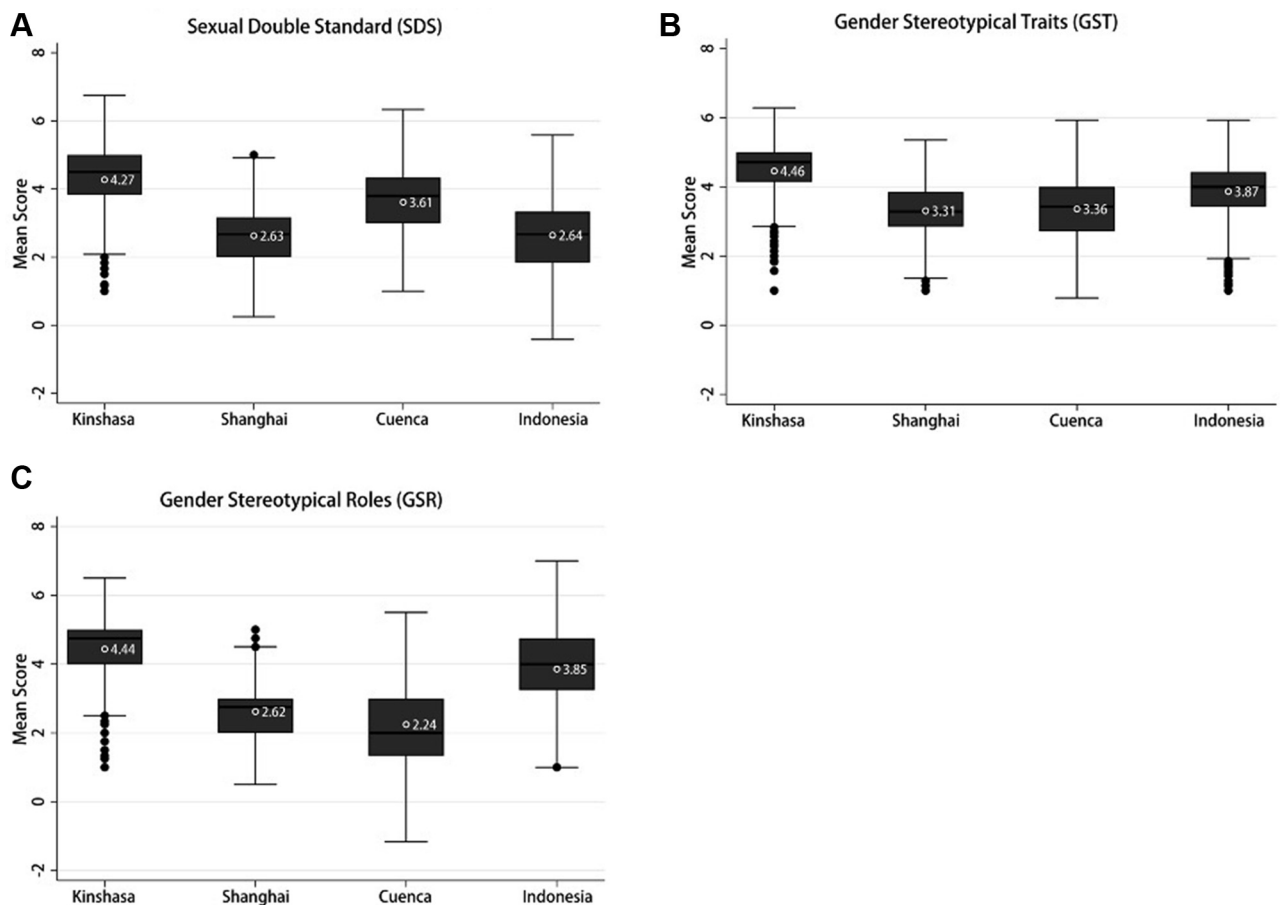 A
Sexual Double Standard (SDS)
Mean Score
8
6
4
2
0
-2
4.27
2.63
3.61
2.64
Kinshasa Shanghai Cuenca Indonesia
B
Gender Stereotypical Traits (GST)
Mean Score
8
6
4
2
0
-2
4.46
3.31
3.36
3.87
Kinshasa Shanghai Cuenca Indonesia
C
Gender Stereotypical Roles (GSR)
Mean Score
8
6
4
2
0
-2
4.44
2.62
2.24
3.85
Kinshasa Shanghai Cuenca Indonesia